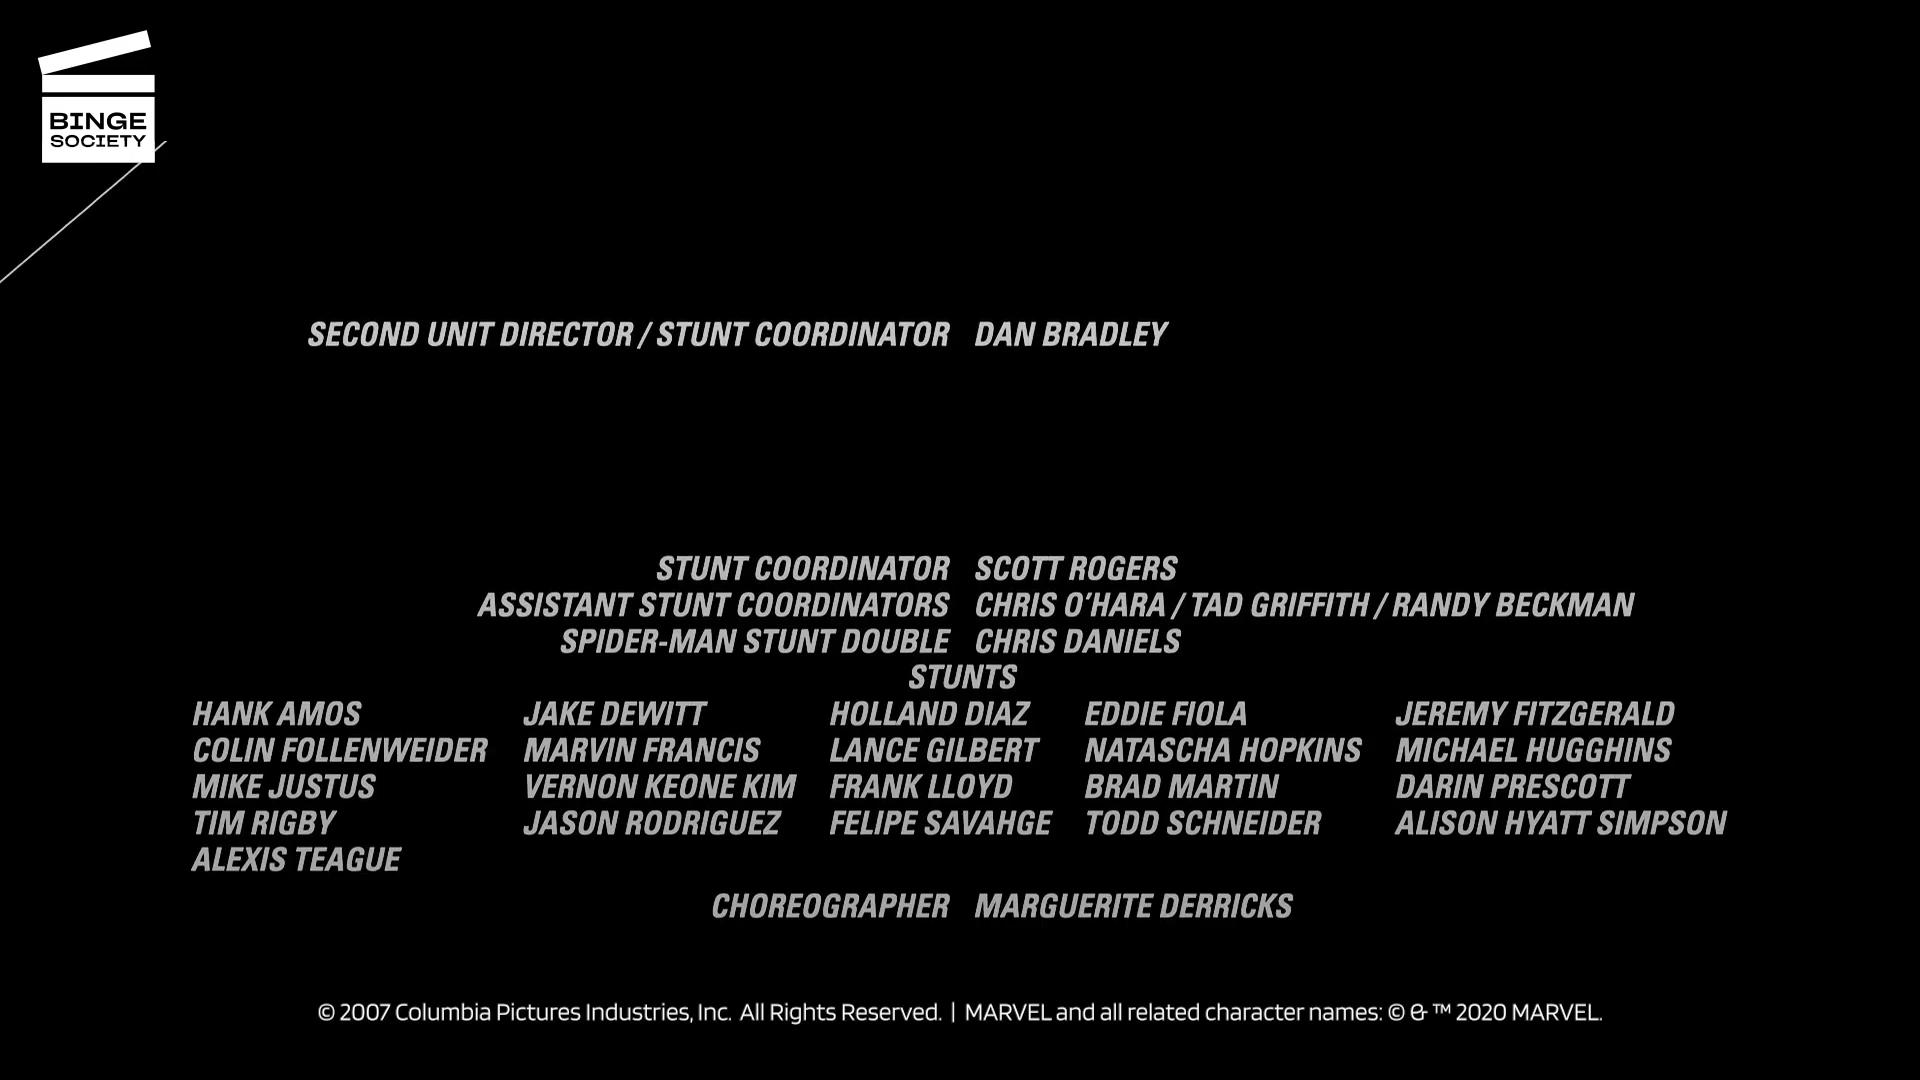 BINGE
SOCIETY
SECOND UNIT DIRECTOR / STUNT COORDINATOR DAN BRADLEY
STUNT COORDINATOR SCOTT ROGERS
ASSISTANT STUNT COORDINATORS CHRIS O'HARA / TAD GRIFFITH / RANDY BECKMAN
SPIDER-MAN STUNT DOUBLE CHRIS DANIELS
STUNTS
HANK AMOS JAKE DEWITT HOLLAND DIAZ EDDIE FIOLA JEREMY FITZGERALD
COLIN FOLLENWEIDER MARVIN FRANCIS LANCE GILBERT NATASCHA HOPKINS MICHAEL HUGGHINS
MIKE JUSTUS VERNON KEONE KIM FRANK LLOYD BRAD MARTIN DARIN PRESCOTT
TIM RIGBY JASON RODRIGUEZ FELIPE SAVAHGE TODD SCHNEIDER ALISON HYATT SIMPSON
ALEXIS TEAGUE
CHOREOGRAPHER MARGUERITE DERRICKS
© 2007 Columbia Pictures Industries, Inc. All Rights Reserved. | MARVEL and all related character names: © & ™ 2020 MARVEL.